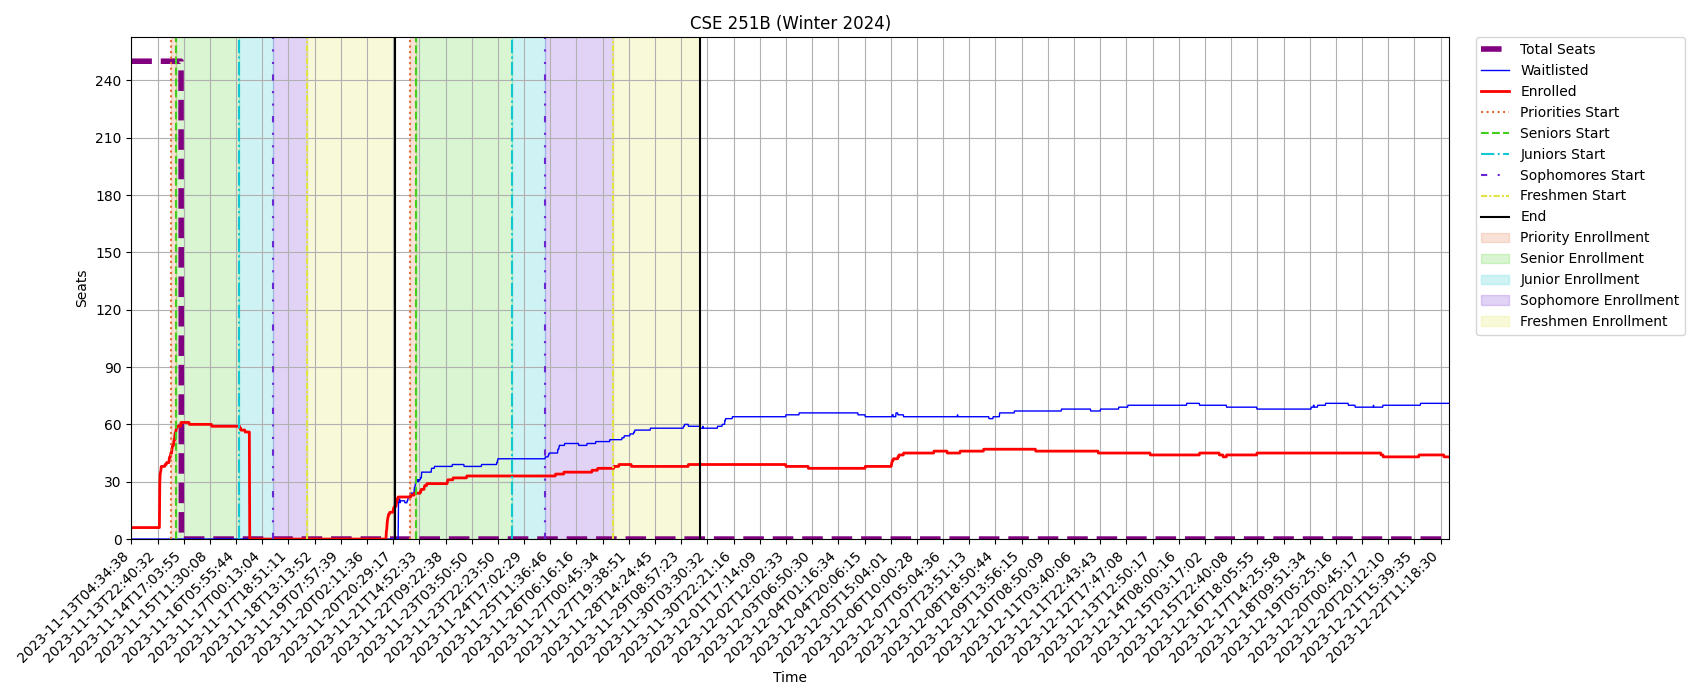 CSE 251B (Winter 2024)
Seats
240
210
180
150
120
90
60
30
0
2023-11-13T04:34:38
2023-11-13T22:40:32
2023-11-14T17:03:55
2023-11-15T11:30:08
2023-11-16T05:55:44
2023-11-17T00:13:04
2023-11-17T18:51:11
2023-11-18T13:13:52
2023-11-19T07:57:39
2023-11-20T02:11:36
2023-11-20T20:29:17
2023-11-21T14:52:33
2023-11-22T09:22:38
2023-11-23T03:50:50
2023-11-23T22:23:50
2023-11-24T17:02:29
2023-11-25T11:36:46
2023-11-26T06:16:16
2023-11-27T00:45:34
2023-11-27T19:38:51
2023-11-28T14:24:45
2023-11-29T08:57:23
2023-11-30T03:30:32
2023-11-30T22:21:16
2023-12-01T17:14:09
2023-12-02T12:02:33
2023-12-03T06:50:30
2023-12-04T01:16:34
2023-12-04T20:06:15
2023-12-05T15:04:01
2023-12-06T10:00:28
2023-12-07T05:04:36
2023-12-07T23:51:13
2023-12-08T18:50:44
2023-12-09T13:56:15
2023-12-10T08:50:09
2023-12-11T03:40:06
2023-12-11T22:43:43
2023-12-12T17:47:08
2023-12-13T12:50:17
2023-12-14T08:00:16
2023-12-15T03:17:02
2023-12-15T22:40:08
2023-12-16T18:05:55
2023-12-17T14:25:58
2023-12-18T09:51:34
2023-12-19T05:25:16
2023-12-20T00:45:17
2023-12-20T20:12:10
2023-12-21T15:39:35
2023-12-22T11:18:30
Time
Total Seats
Waitlisted
Enrolled
Priorities Start
Seniors Start
Juniors Start
Sophomores Start
Freshmen Start
End
Priority Enrollment
Senior Enrollment
Junior Enrollment
Sophomore Enrollment
Freshmen Enrollment